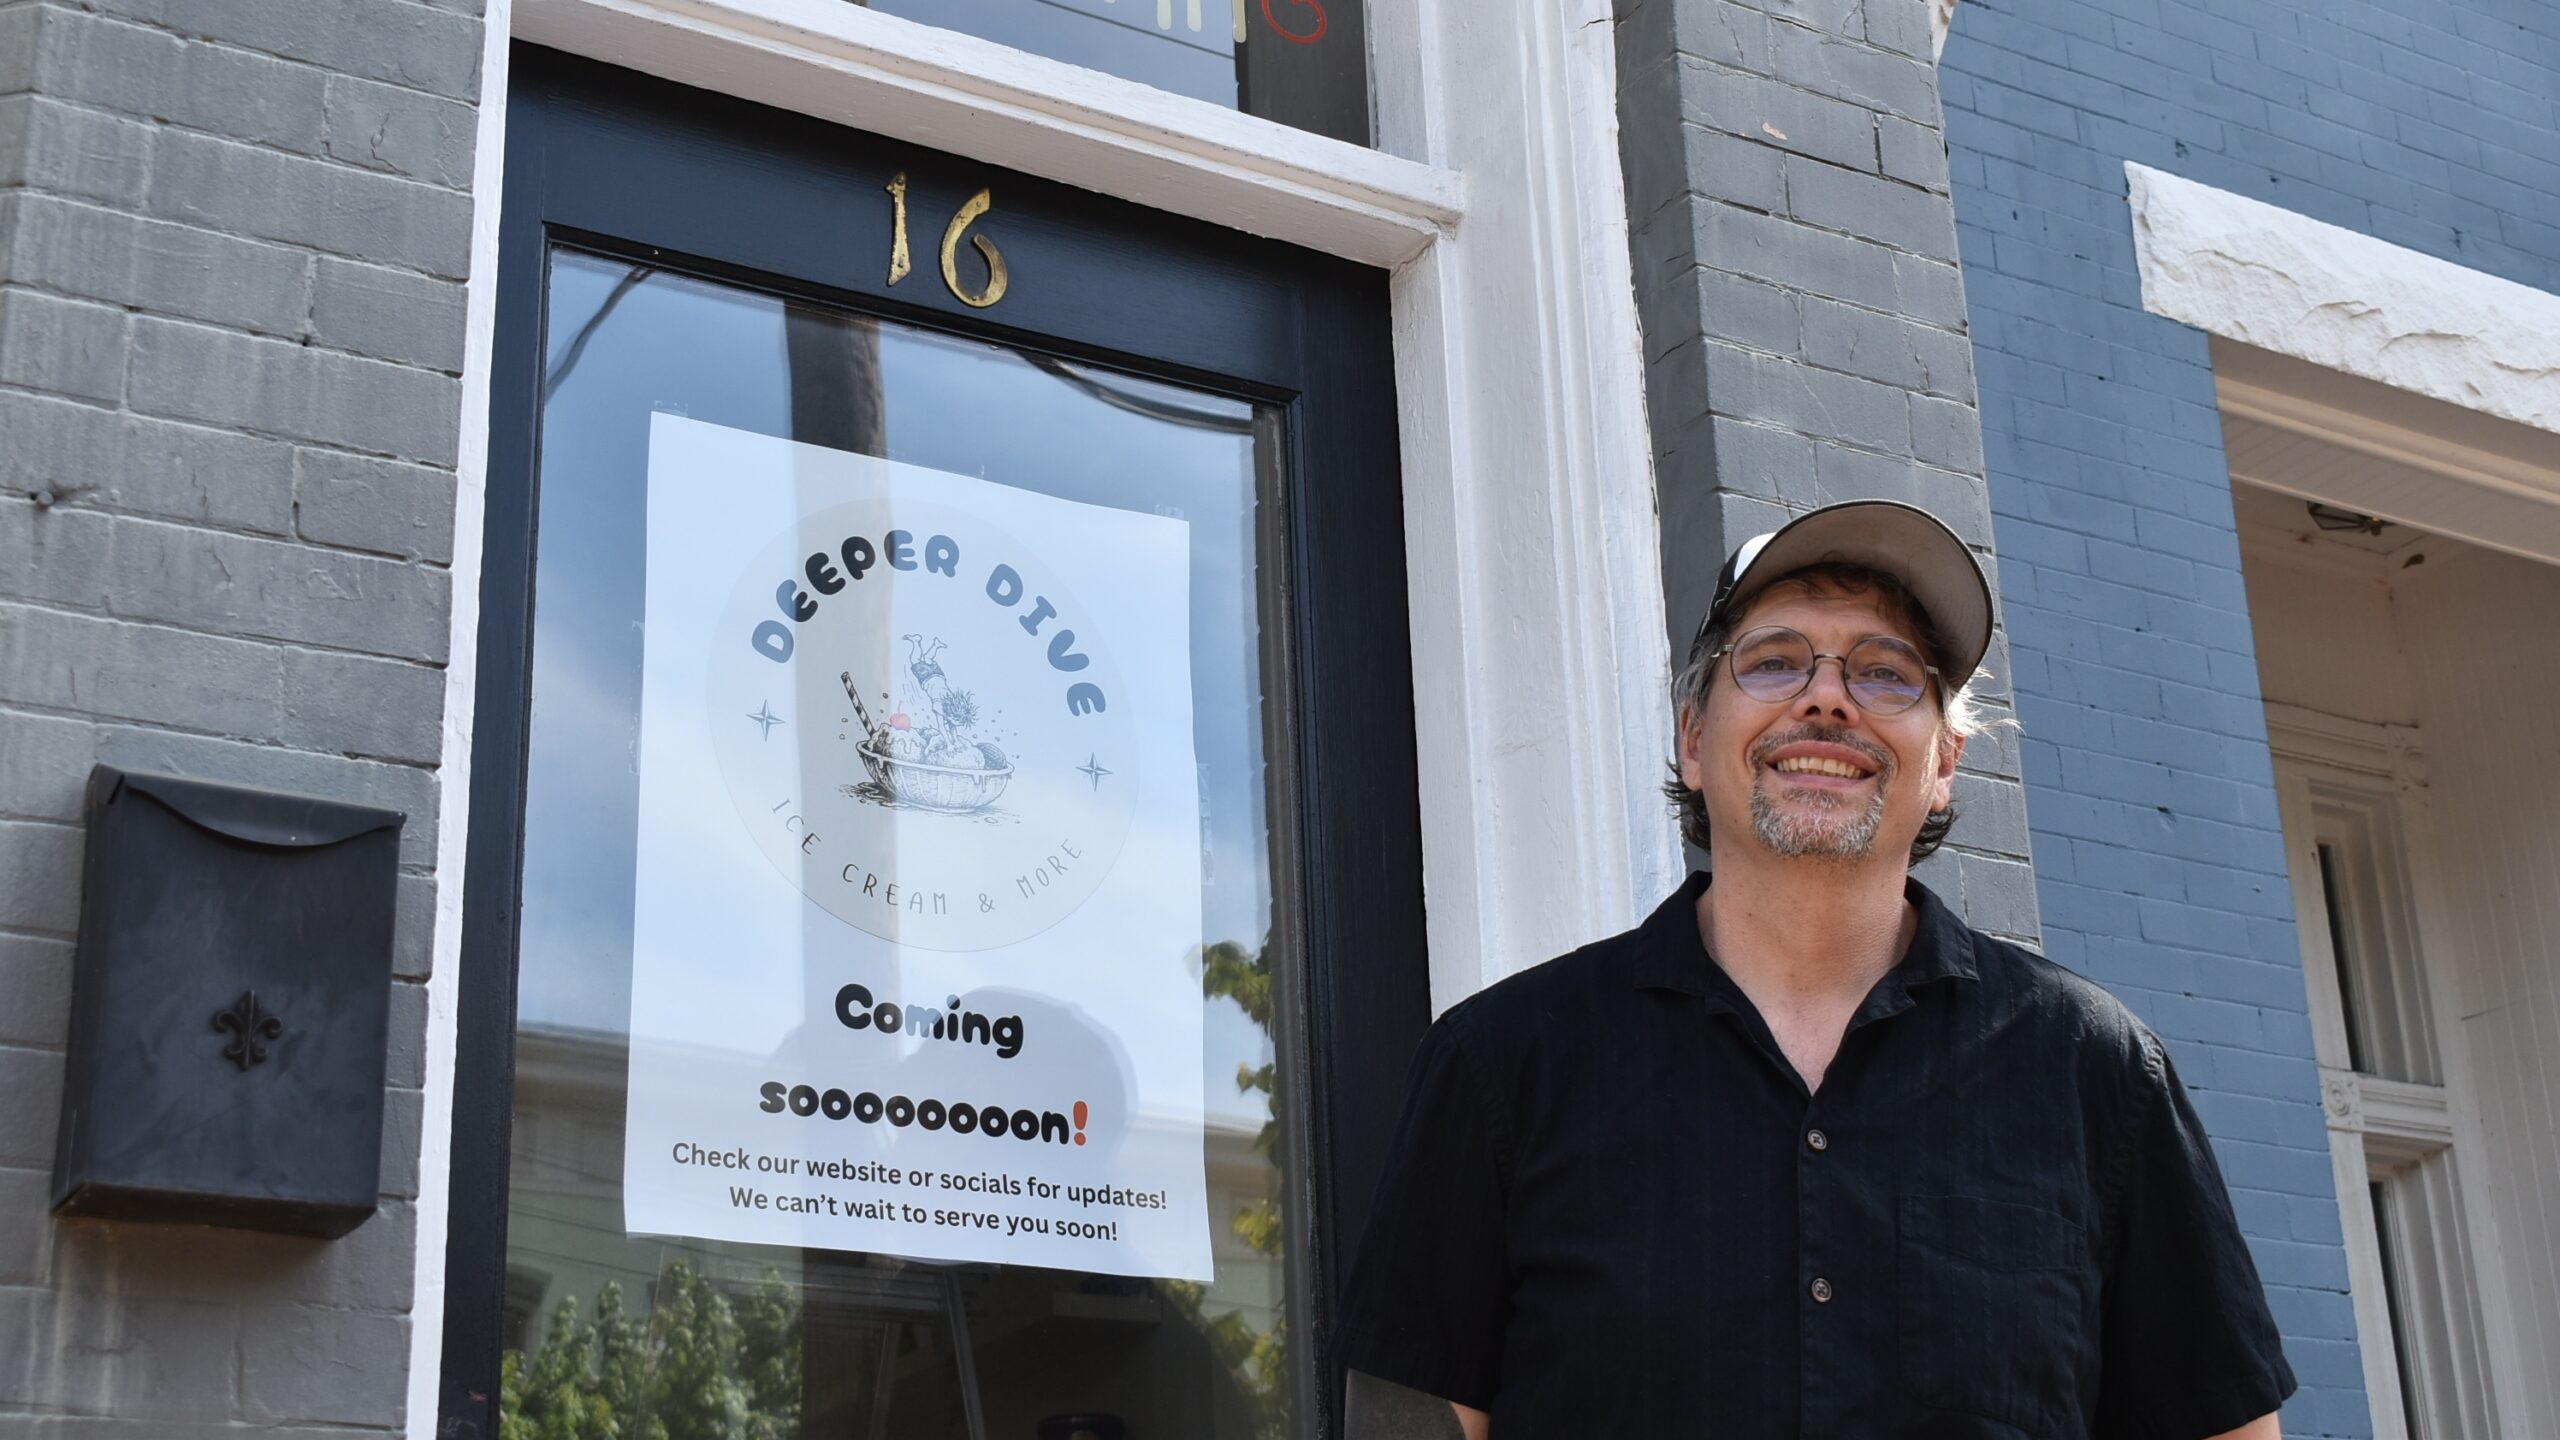 16
DEEPER DIVE
ICE CREAM & MORE
Coming
soooooooon!
Check our website or socials for updates!
We can't wait to serve you soon!